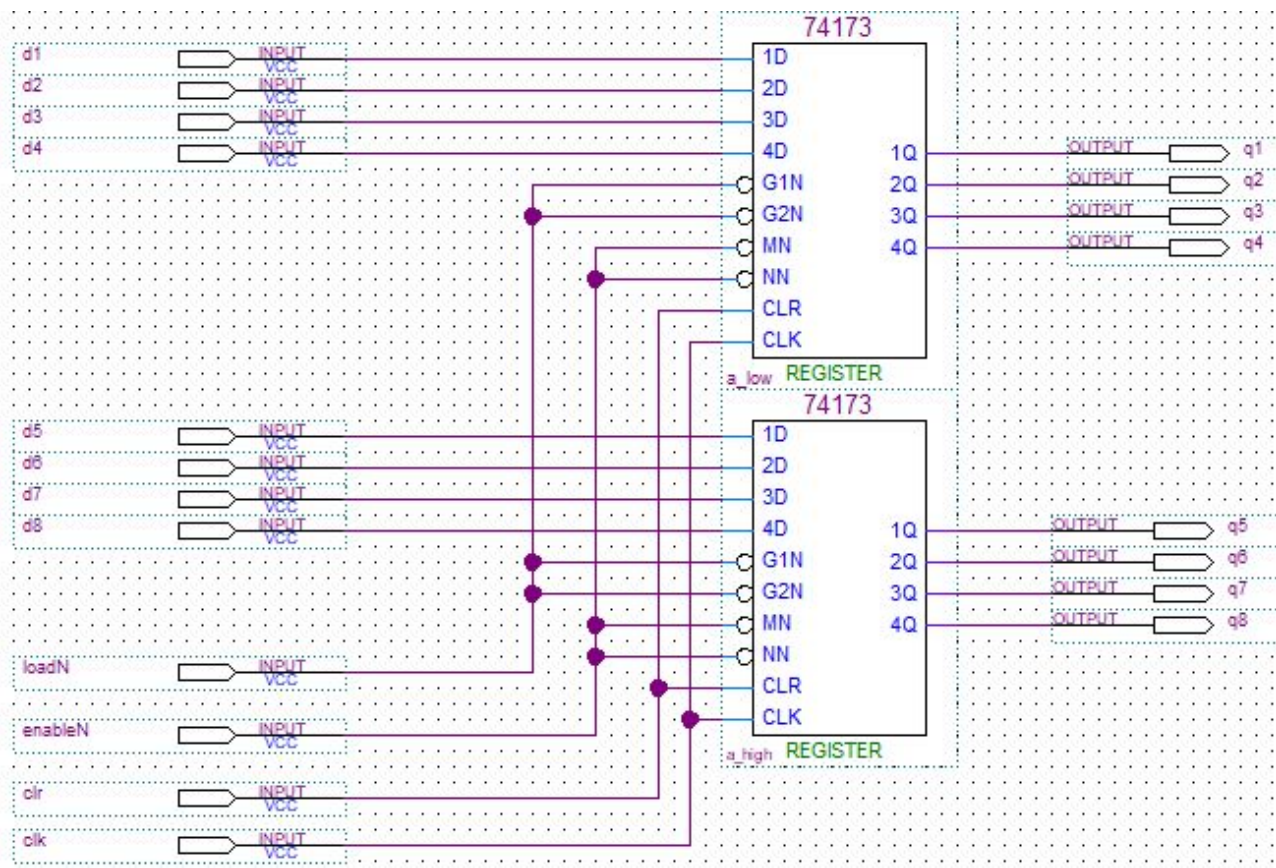 74173
d1 INPUT VCC 1D
d2 INPUT VCC 2D
d3 INPUT VCC 3D
d4 INPUT VCC 4D 1Q OUTPUT q1
G1N 2Q OUTPUT q2
G2N 3Q OUTPUT q3
MN 4Q OUTPUT q4
NN
CLR
CLK
a_low REGISTER
74173
d5 INPUT VCC 1D
d6 INPUT VCC 2D
d7 INPUT VCC 3D
d8 INPUT VCC 4D 1Q OUTPUT q5
G1N 2Q OUTPUT q6
G2N 3Q OUTPUT q7
MN 4Q OUTPUT q8
loadN INPUT VCC NN
CLR
enableN INPUT VCC CLK
a_high REGISTER
clr INPUT VCC
clk INPUT VCC